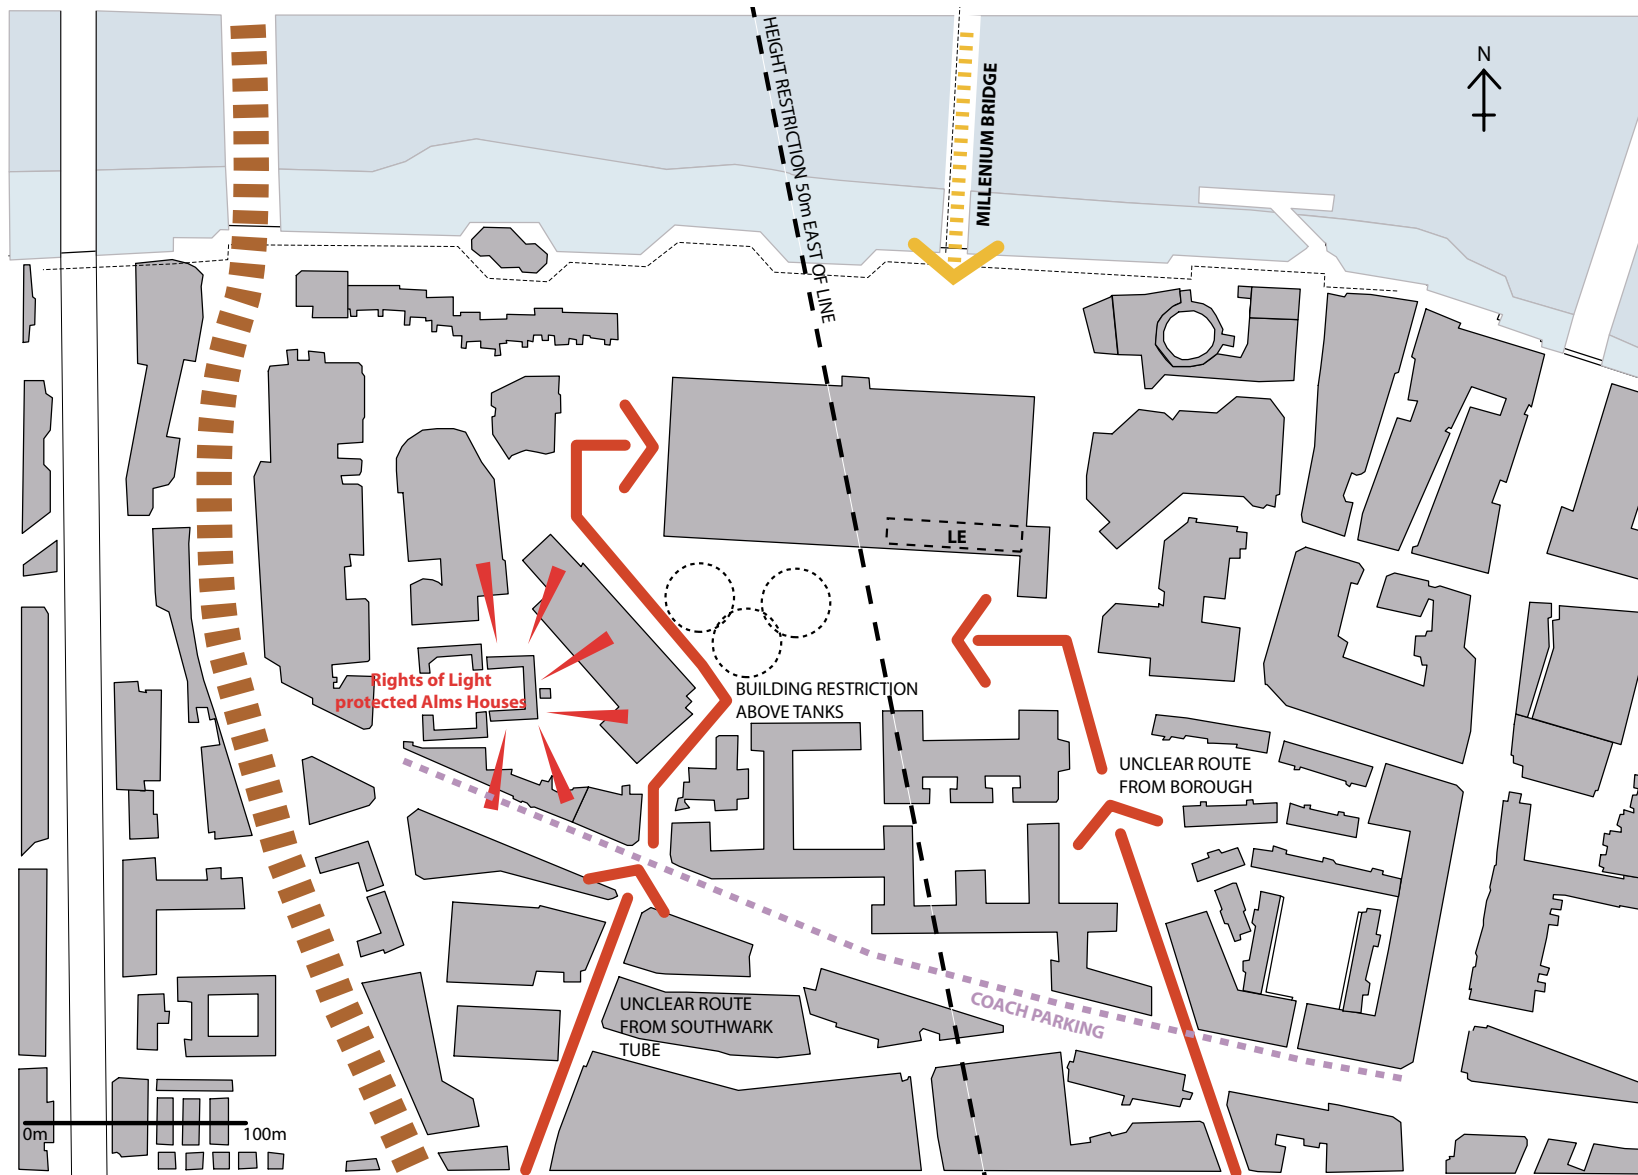 N
HEIGHT RESTRICTION 50m EAST OF LINE
MILLENIUM BRIDGE
LE
Rights of Light
protected Alms Houses
BUILDING RESTRICTION
ABOVE TANKS
UNCLEAR ROUTE
FROM BOROUGH
COACH PARKING
UNCLEAR ROUTE
FROM SOUTHWARK
TUBE
0m
100m